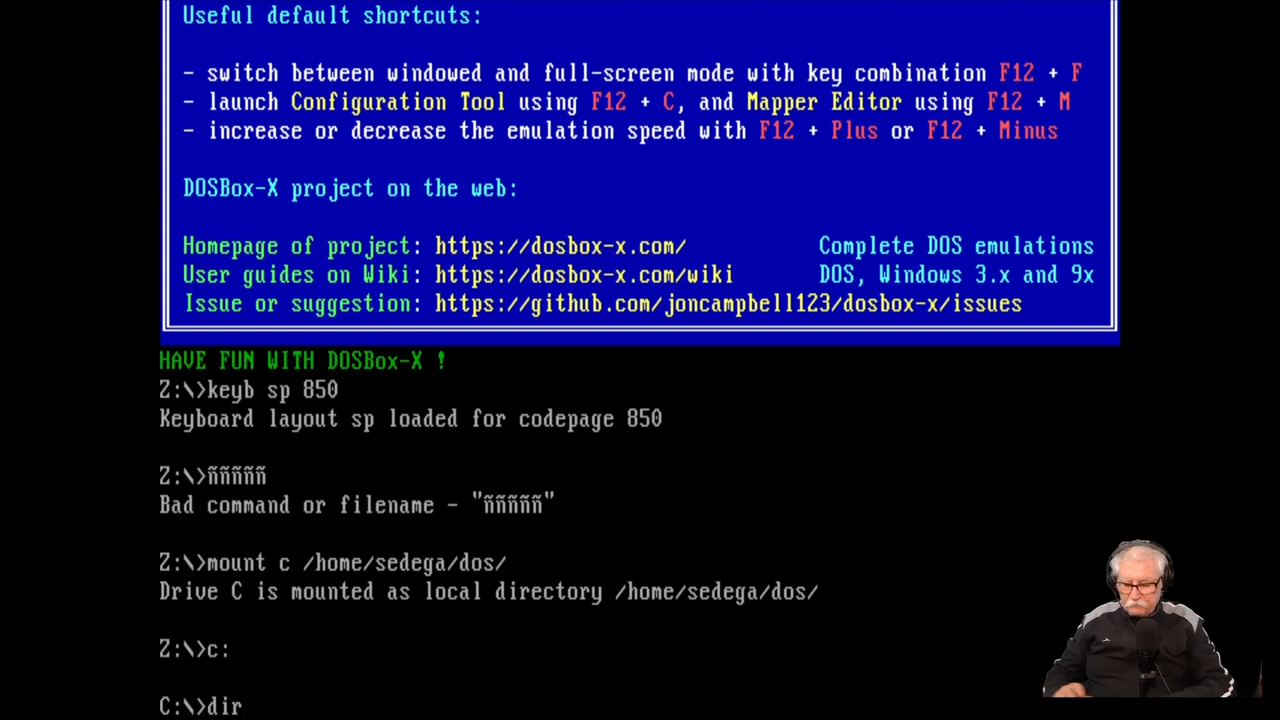 Useful default shortcuts:
- switch between windowed and full-screen mode with key combination F12 + F
- launch Configuration Tool using F12 + C, and Mapper Editor using F12 + M
- increase or decrease the emulation speed with F12 + Plus or F12 + Minus
DOSBox-X project on the web:
Homepage of project: https://dosbox-x.com/ Complete DOS emulations
User guides on Wiki: https://dosbox-x.com/wiki DOS, Windows 3.x and 9x
Issue or suggestion: https://github.com/joncampbell123/dosbox-x/issues
HAVE FUN WITH DOSBox-X !
Z:\>keyb sp 850
Keyboard layout sp loaded for codepage 850
Z:\>ñññññ
Bad command or filename - "ñññññ"
Z:\>mount c /home/sedega/dos/
Drive C is mounted as local directory /home/sedega/dos/
Z:\>c:
C:\>dir